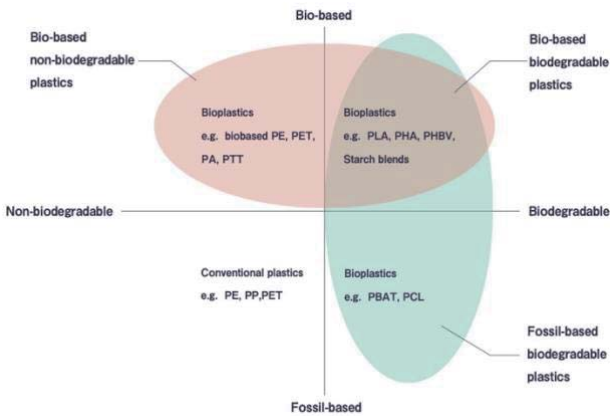 Bio-based
Bio-based
non-biodegradable
plastics
Bio-based
biodegradable
plastics
Bioplastics
e.g. biobased PE, PET,
PA, PTT
Bioplastics
e.g. PLA, PHA, PHBV,
Starch blends
Non-biodegradable
Biodegradable
Conventional plastics
e.g. PE, PP,PET
Bioplastics
e.g. PBAT, PCL
Fossil-based
biodegradable
plastics
Fossil-based